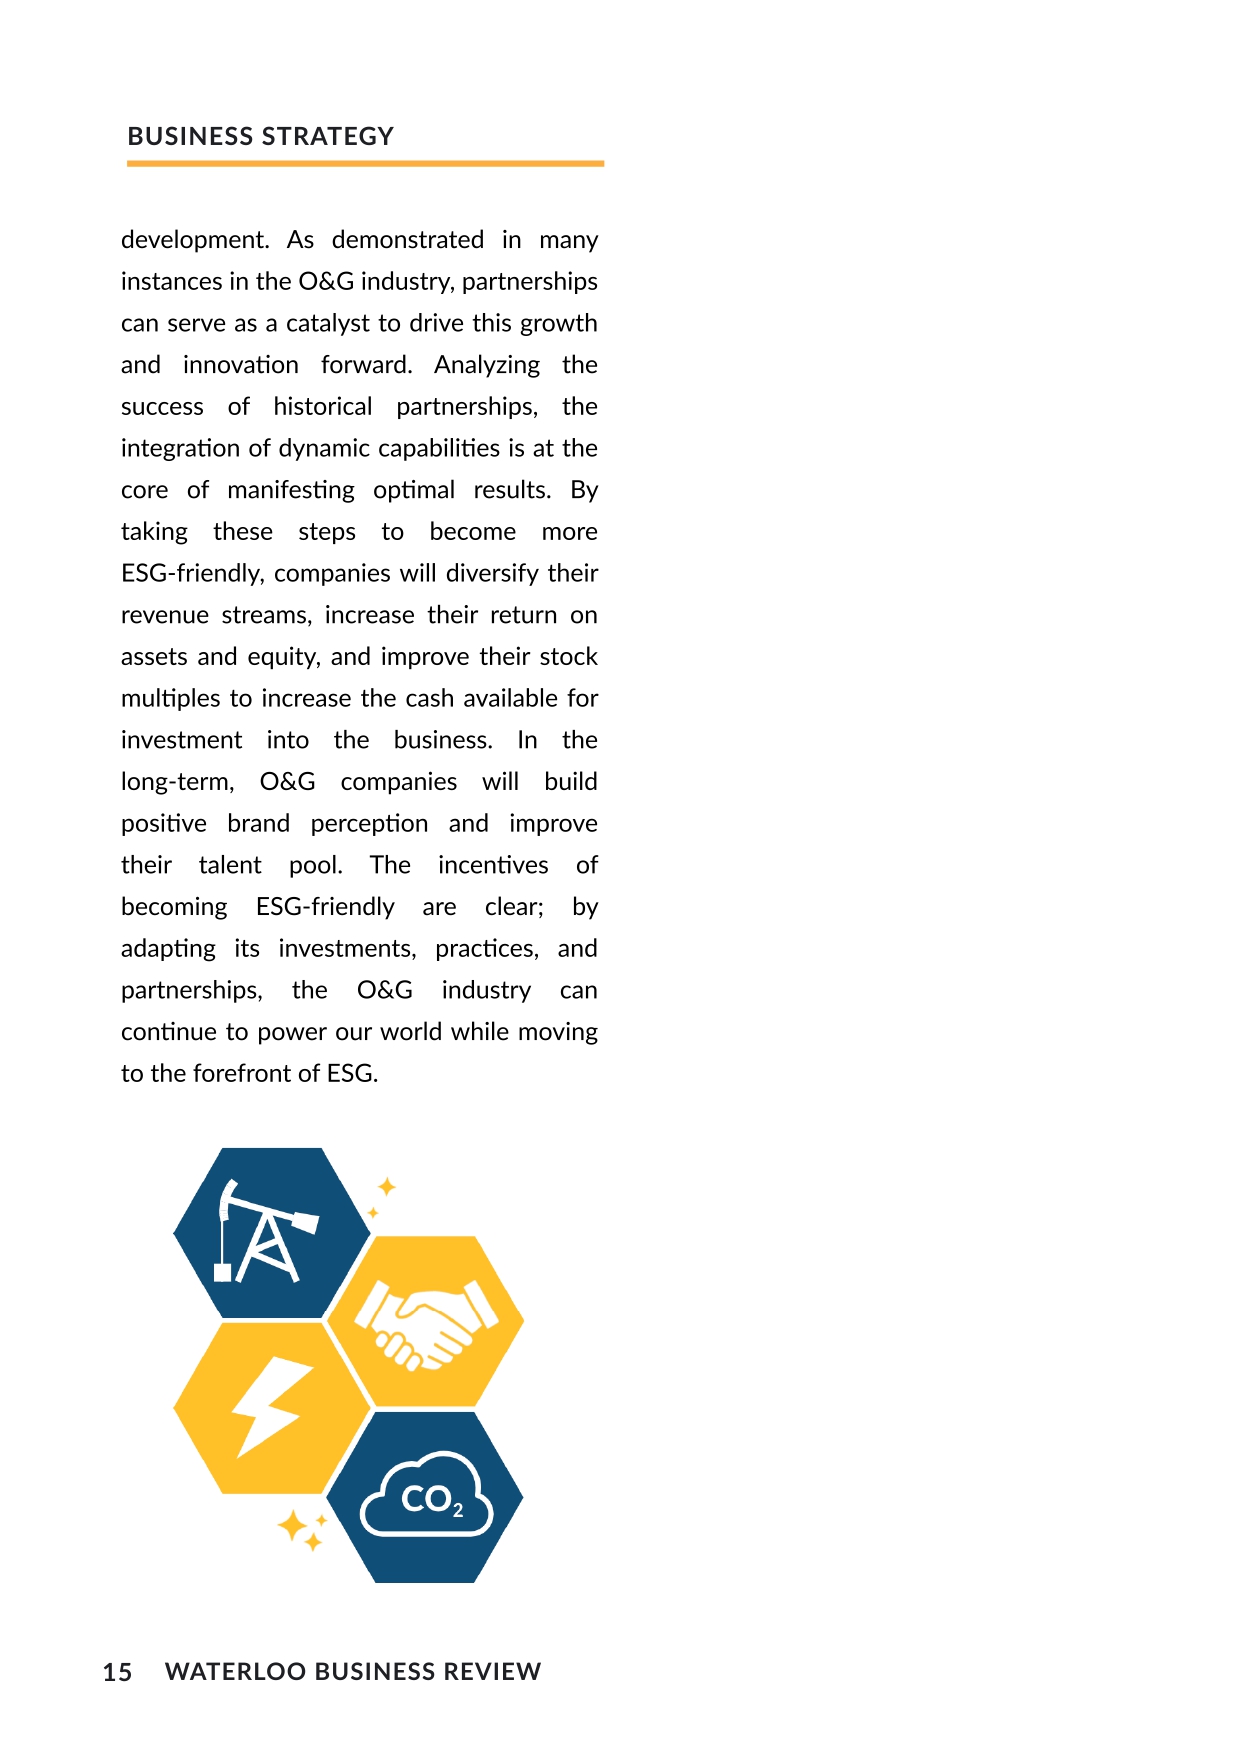 BUSINESS STRATEGY
development. As demonstrated in many
instances in the O&G industry, partnerships
can serve as a catalyst to drive this growth
and innovation forward. Analyzing the
success of historical partnerships, the
integration of dynamic capabilities is at the
core of manifesting optimal results. By
taking these steps to become more
ESG-friendly, companies will diversify their
revenue streams, increase their return on
assets and equity, and improve their stock
multiples to increase the cash available for
investment into the business. In the
long-term, O&G companies will build
positive brand perception and improve
their talent pool. The incentives of
becoming ESG-friendly are clear; by
adapting its investments, practices, and
partnerships, the O&G industry can
continue to power our world while moving
to the forefront of ESG.
CO₂
15 WATERLOO BUSINESS REVIEW